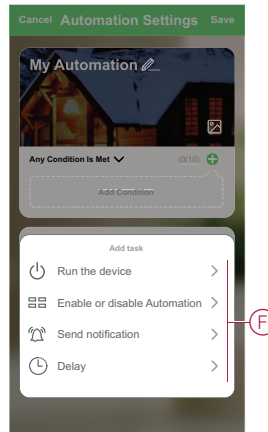 Cancel Automation Settings Save
My Automation
Any Condition Is Met (0/10)
Add Condition
Add task
Run the device
Enable or disable Automation
Send notification
Delay
F